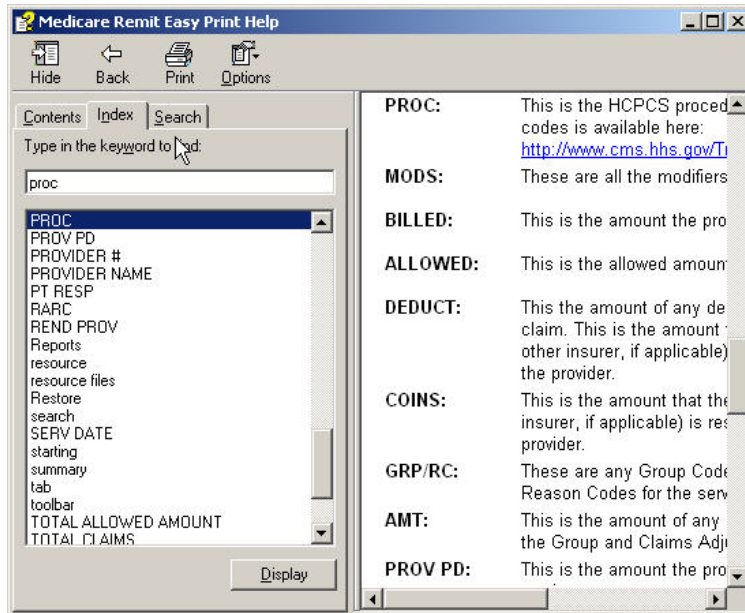 Medicare Remit Easy Print Help
Hide Back Print Options
Contents Index Search
Type in the keyword to find:
proc
PROC
PROV PD
PROVIDER #
PROVIDER NAME
PT RESP
RARC
REND PROV
Reports
resource
resource files
Restore
search
SERV DATE
starting
summary
tab
toolbar
TOTAL ALLOWED AMOUNT
TOTAL CLAIMS
Display
PROC: This is the HCPCS proced
codes is available here:
http://www.cms.hhs.gov/Tr
MODS: These are all the modifiers
BILLED: This is the amount the pro
ALLOWED: This is the allowed amoun
DEDUCT: This the amount of any de
claim. This is the amount
other insurer, if applicable)
the provider.
COINS: This is the amount that the
insurer, if applicable) is res
provider.
GRP/RC: These are any Group Code
Reason Codes for the serv
AMT: This is the amount of any
the Group and Claims Adju
PROV PD: This is the amount the pro